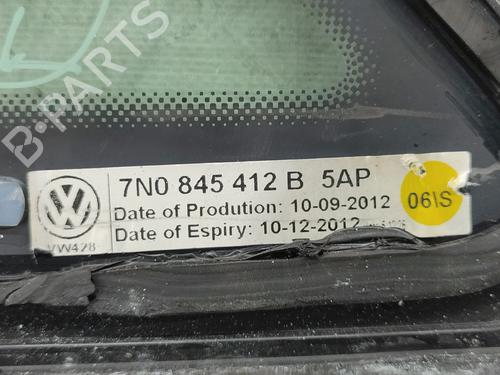 B-PARTS
7N0 845 412 B 5AP
Date of Prodution: 10-09-2012
Date of Espiry: 10-12-2012
06IS
VW428